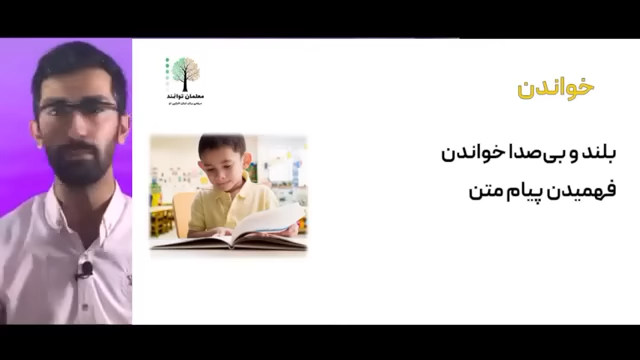 خواندن
بلند و بی‌صدا خواندن
فهمیدن پیام متن
معلمان توانمند